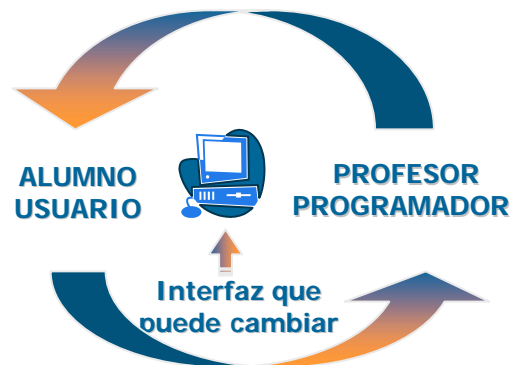 ALUMNO
USUARIO
PROFESOR
PROGRAMADOR
Interfaz que
puede cambiar